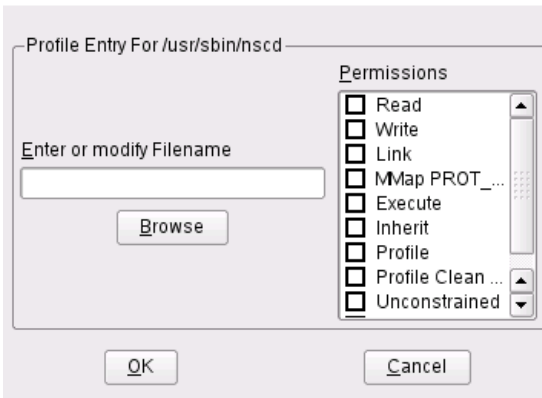 Profile Entry For /usr/sbin/nscd
Permissions
Read
Write
Link
MMap PROT_...
Execute
Inherit
Profile
Profile Clean ...
Unconstrained
Enter or modify Filename
Browse
OK
Cancel